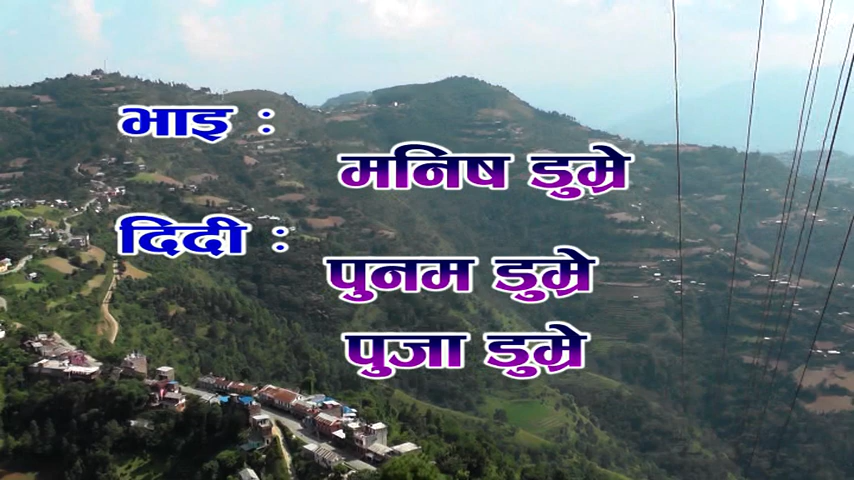 भाइ :
मनिष डुम्रे
दिदी :
पुनम डुम्रे
पुजा डुम्रे